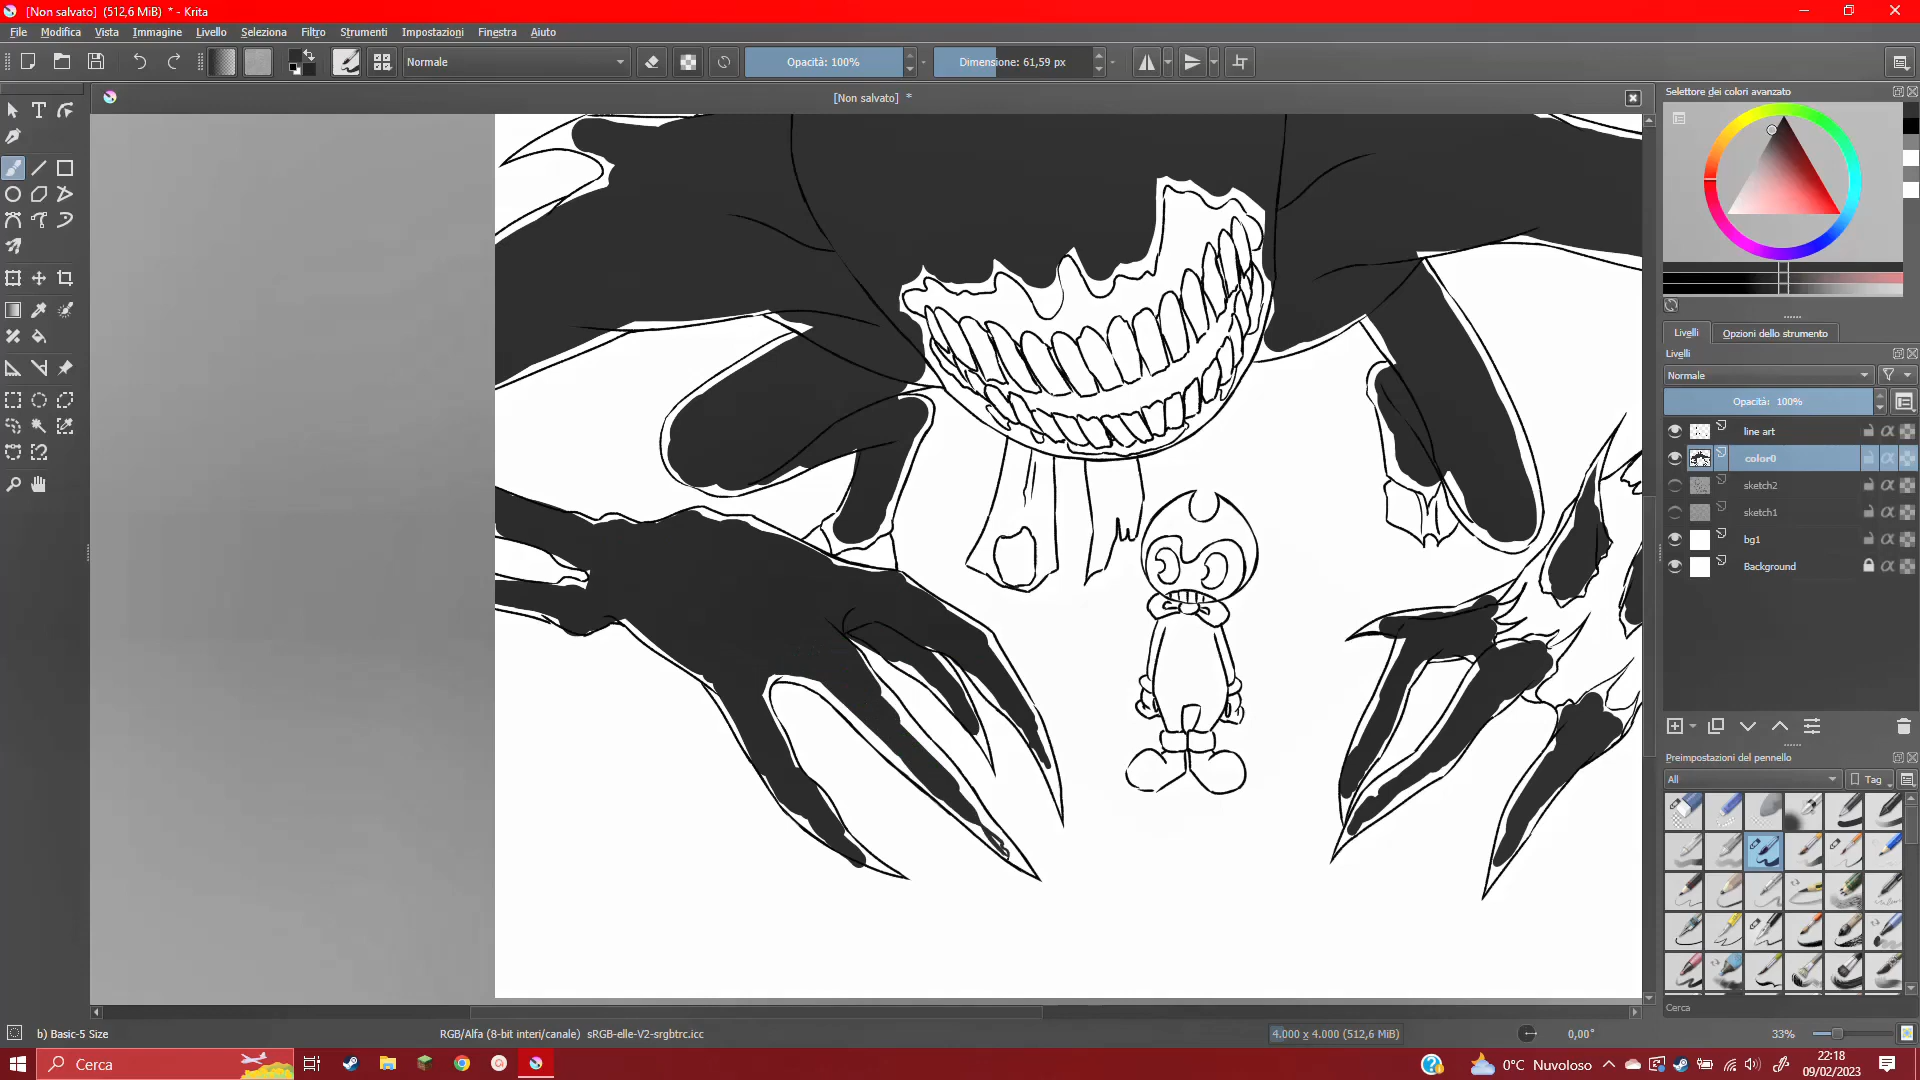 [Non salvato]  (512,6 MiB)  * - Krita
File Modifica Vista Immagine Livello Seleziona Filtro Strumenti Impostazioni Finestra Aiuto
Normale Opacità: 100% Dimensione: 61,59 px
[Non salvato]  *
Selettore dei colori avanzato
Livelli Opzioni dello strumento
Livelli
Normale
Opacità:  100%
line art
color0
sketch2
sketch1
bg1
Background
Preimpostazioni del pennello
All Tag
Cerca
b) Basic-5 Size RGB/Alfa (8-bit interi/canale)  sRGB-elle-V2-srgbtrc.icc 4.000 x 4.000 (512,6 MiB) 0,00° 33%
Cerca 0°C Nuvoloso 22:18
09/02/2023